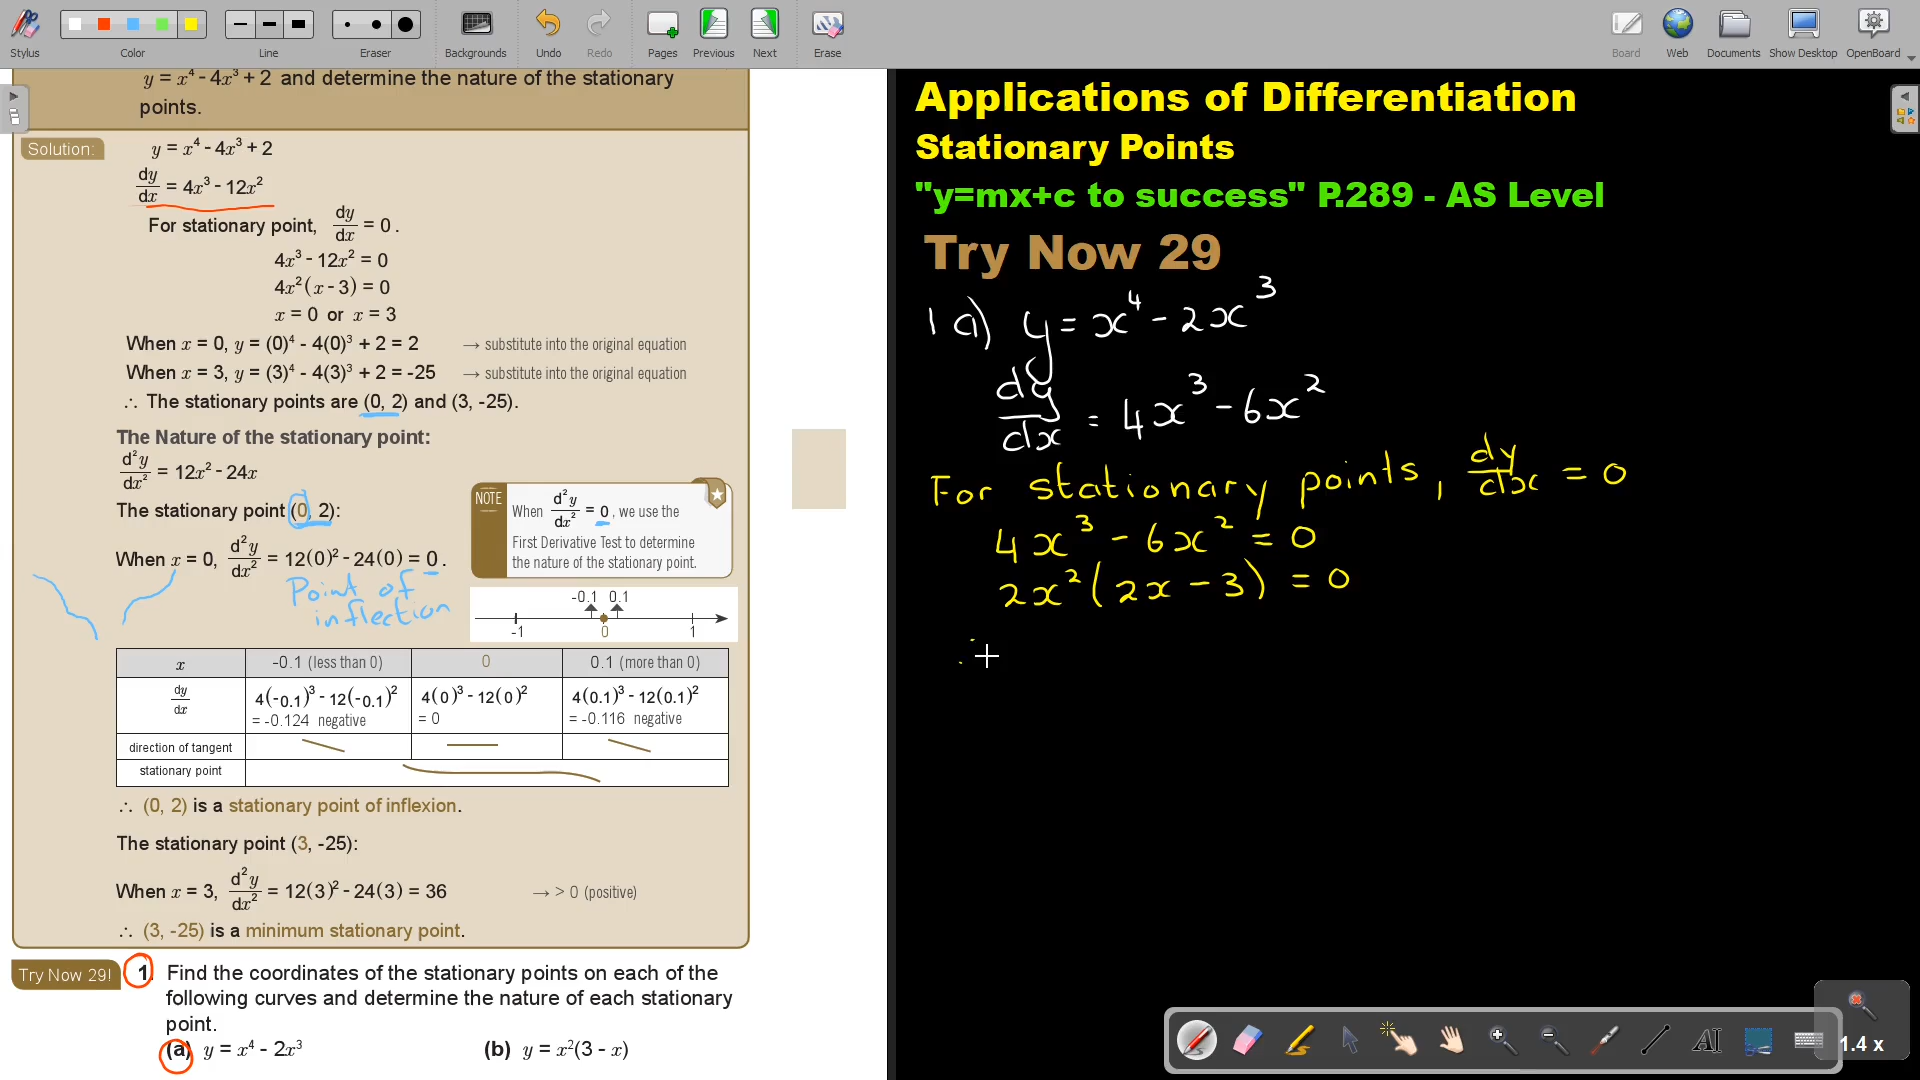 Stylus
Color
Line
Eraser
Backgrounds
Undo
Redo
Pages
Previous
Next
Erase
Board
Web
Documents
Show Desktop
OpenBoard
y = x⁴ - 4x³ + 2 and determine the nature of the stationary
points.
Solution:
y = x⁴ - 4x³ + 2
dy/dx = 4x³ - 12x²
For stationary point, dy/dx = 0 .
4x³ - 12x² = 0
4x²(x - 3) = 0
x = 0 or x = 3
When x = 0, y = (0)⁴ - 4(0)³ + 2 = 2 → substitute into the original equation
When x = 3, y = (3)⁴ - 4(3)³ + 2 = -25 → substitute into the original equation
∴ The stationary points are (0, 2) and (3, -25).
The Nature of the stationary point:
d²y/dx² = 12x² - 24x
The stationary point (0, 2):
When x = 0, d²y/dx² = 12(0)² - 24(0) = 0 .
Point of
inflection
NOTE
When d²y/dx² = 0 , we use the
First Derivative Test to determine
the nature of the stationary point.
-0.1 0.1
-1 0 1
x -0.1 (less than 0) 0 0.1 (more than 0)
dy/dx 4(-0.1)³ - 12(-0.1)² 4(0)³ - 12(0)² 4(0.1)³ - 12(0.1)²
= -0.124 negative = 0 = -0.116 negative
direction of tangent
stationary point
∴ (0, 2) is a stationary point of inflexion.
The stationary point (3, -25):
When x = 3, d²y/dx² = 12(3)² - 24(3) = 36 → > 0 (positive)
∴ (3, -25) is a minimum stationary point.
Try Now 29! 1. Find the coordinates of the stationary points on each of the
following curves and determine the nature of each stationary
point.
(a) y = x⁴ - 2x³ (b) y = x²(3 - x)
Applications of Differentiation
Stationary Points
"y=mx+c to success" P.289 - AS Level
Try Now 29
1 a) y = x⁴ - 2x³
dy/dx = 4x³ - 6x²
For stationary points, dy/dx = 0
4x³ - 6x² = 0
2x²(2x - 3) = 0
AI
1.4 x